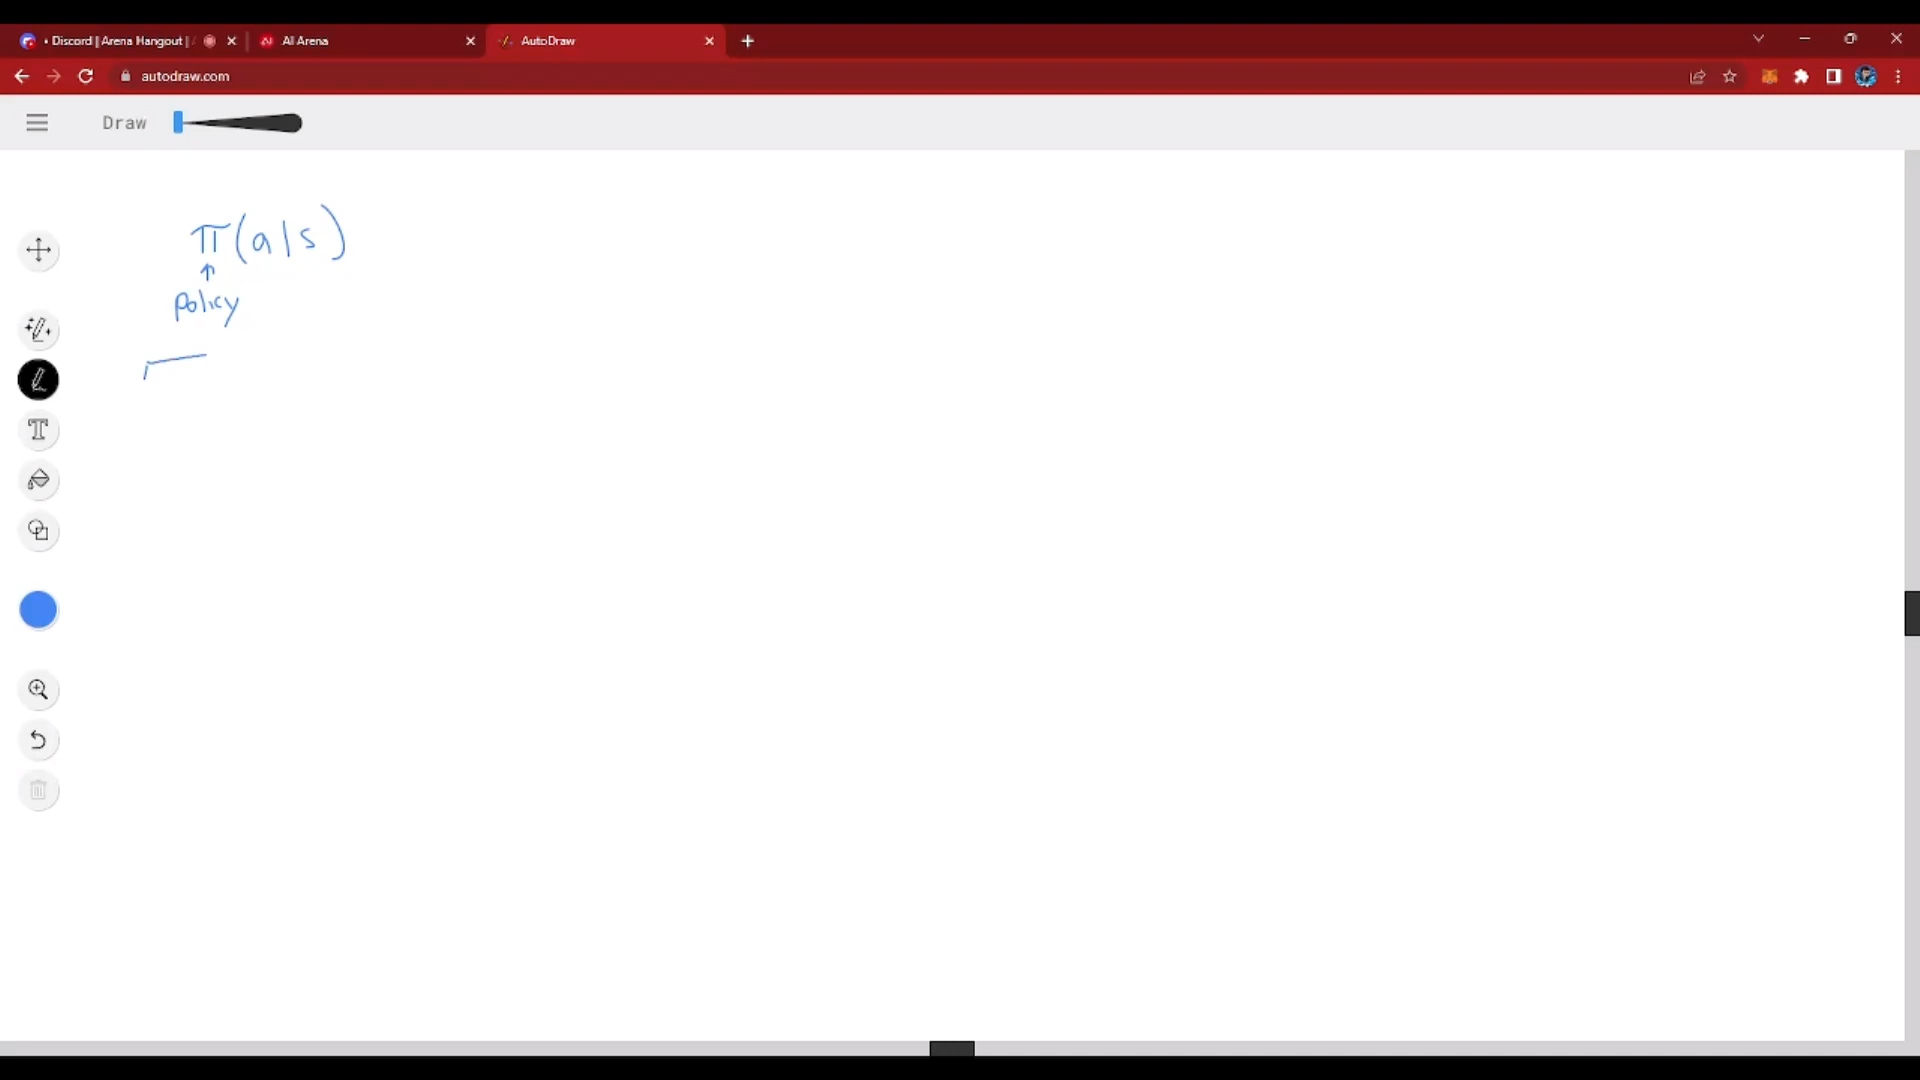 • Discord | Arena Hangout | AI Arena AutoDraw
autodraw.com
Draw
π(a|s)
↑
policy